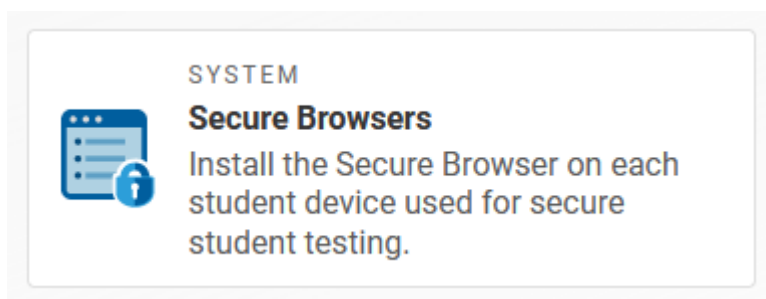 SYSTEM
Secure Browsers
Install the Secure Browser on each
student device used for secure
student testing.